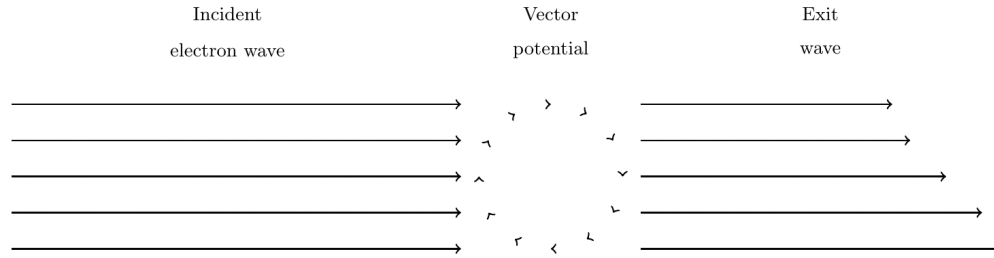 Incident
electron wave
Vector
potential
Exit
wave